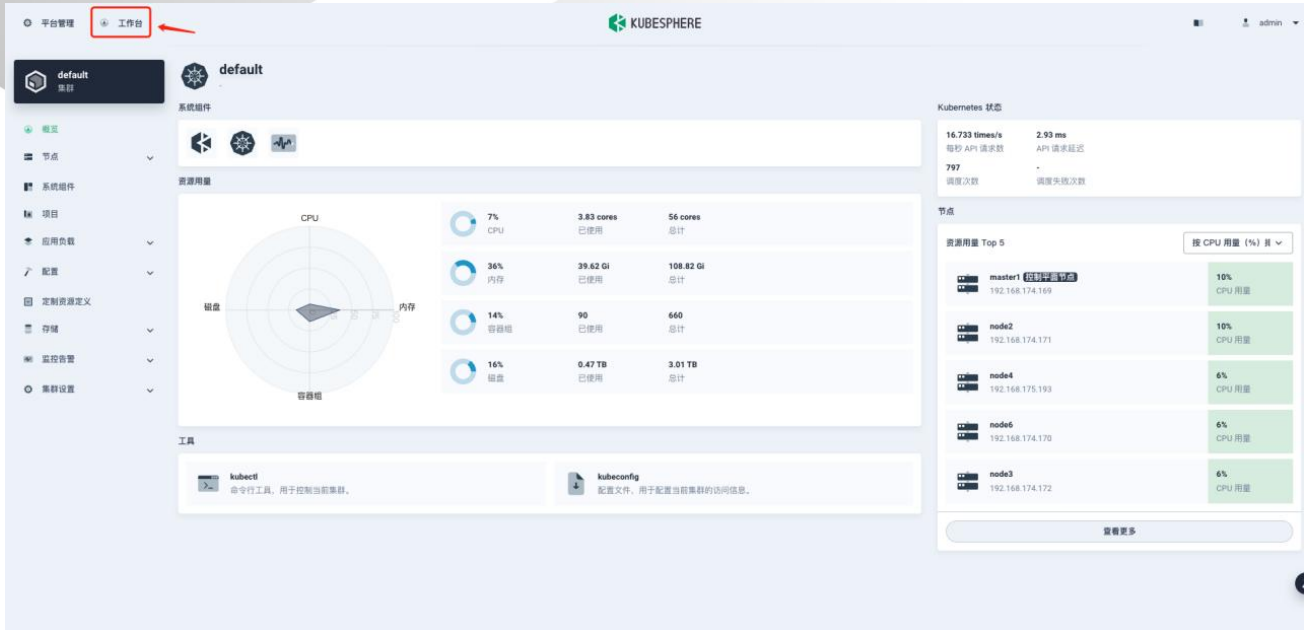 平台管理 工作台
KUBESPHERE
admin
default
集群
概览
节点
系统组件
项目
应用负载
配置
定制资源定义
存储
监控告警
集群设置
default
-
系统组件
资源用量
CPU
内存
容器组
磁盘
7% 3.83 cores 56 cores
CPU 已使用 总计
36% 39.62 Gi 108.82 Gi
内存 已使用 总计
14% 90 660
容器组 已使用 总计
16% 0.47 TB 3.01 TB
磁盘 已使用 总计
工具
kubectl
命令行工具，用于控制当前集群。
kubeconfig
配置文件，用于配置当前集群的访问信息。
Kubernetes 状态
16.733 times/s 2.93 ms
每秒 API 请求数 API 请求延迟
797 -
调度次数 调度失败次数
节点
资源用量 Top 5 按 CPU 用量（%）
master1 控制平面节点 10%
192.168.174.169 CPU 用量
node2 10%
192.168.174.171 CPU 用量
node4 6%
192.168.175.193 CPU 用量
node6 6%
192.168.174.170 CPU 用量
node3 6%
192.168.174.172 CPU 用量
查看更多